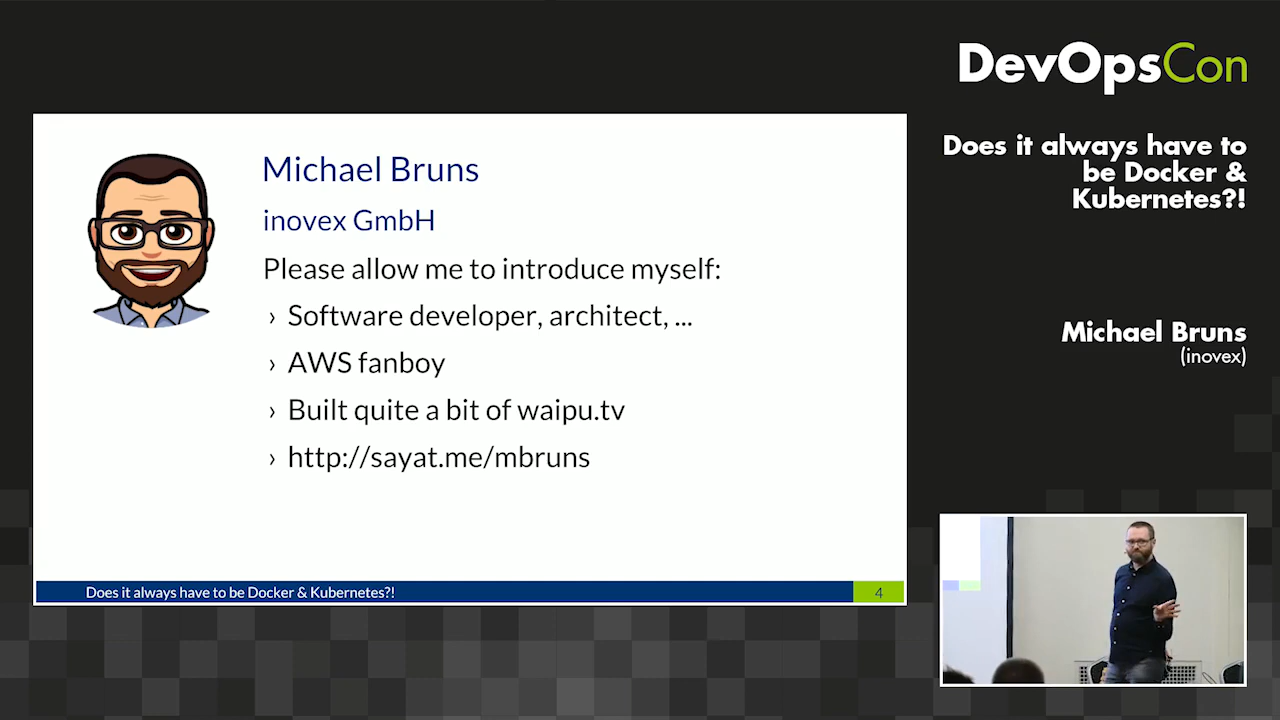 DevOpsCon
Does it always have to
be Docker &
Kubernetes?!
Michael Bruns
(inovex)
Michael Bruns
inovex GmbH
Please allow me to introduce myself:
› Software developer, architect, ...
› AWS fanboy
› Built quite a bit of waipu.tv
› http://sayat.me/mbruns
Does it always have to be Docker & Kubernetes?!
4